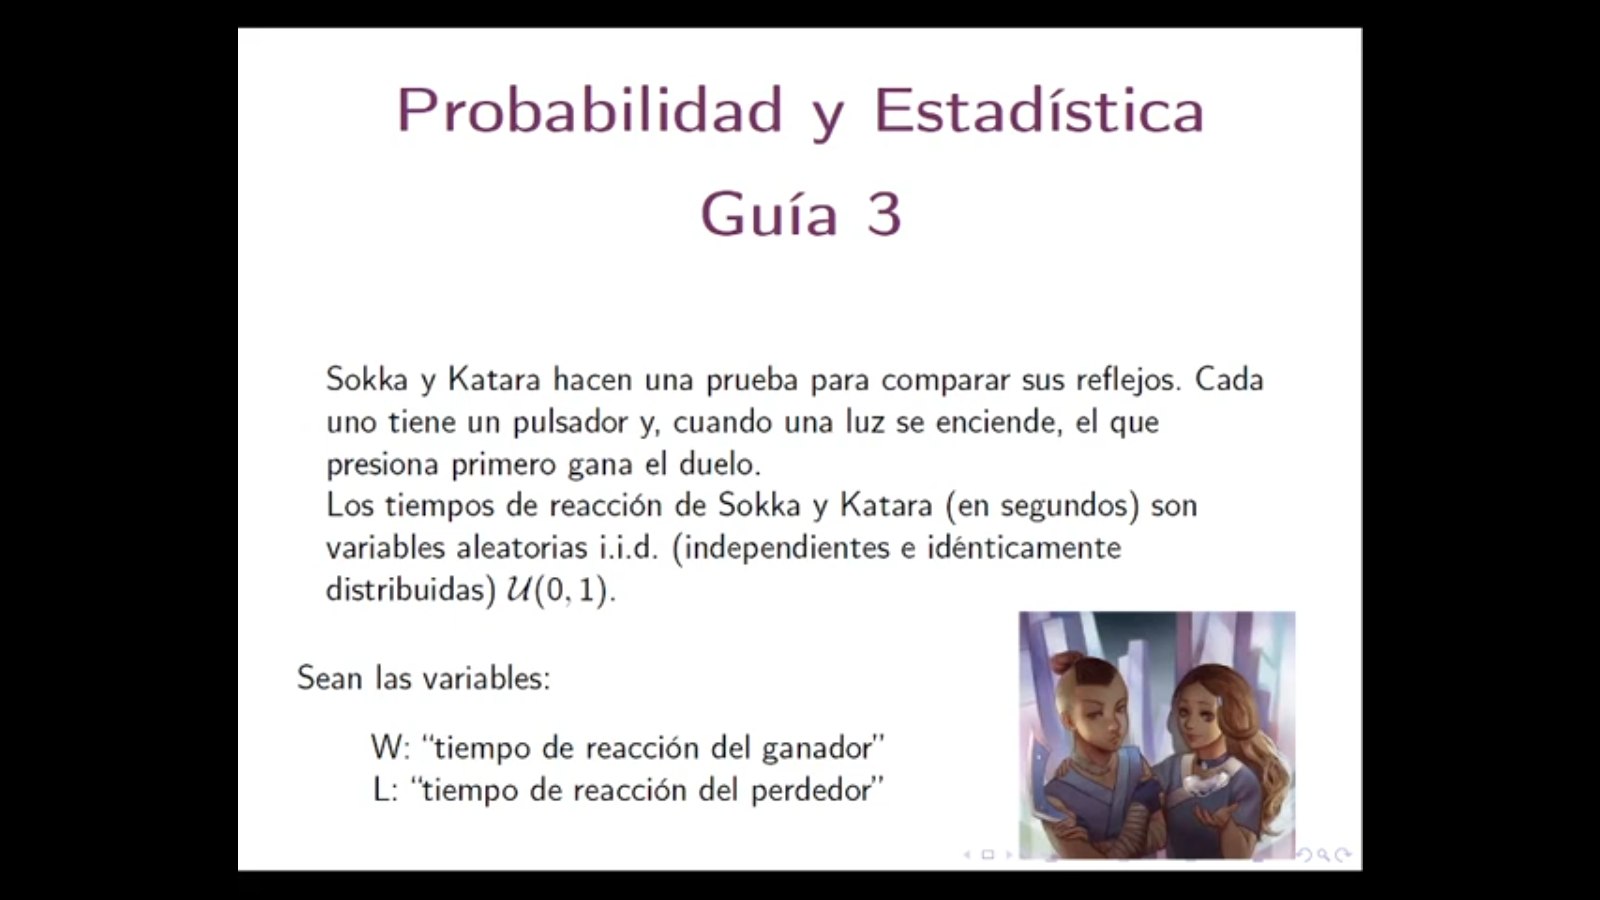 Probabilidad y Estadística
Guía 3
Sokka y Katara hacen una prueba para comparar sus reflejos. Cada
uno tiene un pulsador y, cuando una luz se enciende, el que
presiona primero gana el duelo.
Los tiempos de reacción de Sokka y Katara (en segundos) son
variables aleatorias i.i.d. (independientes e idénticamente
distribuidas) 𝒰(0, 1).
Sean las variables:
W: “tiempo de reacción del ganador”
L: “tiempo de reacción del perdedor”